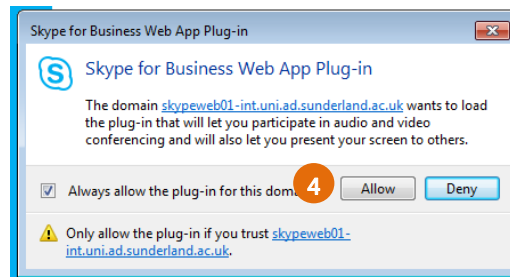 Skype for Business Web App Plug-in
Skype for Business Web App Plug-in
The domain skypeweb01-int.uni.ad.sunderland.ac.uk wants to load
the plug-in that will let you participate in audio and video
conferencing and will also let you present your screen to others.
Always allow the plug-in for this 4 Allow Deny
Only allow the plug-in if you trust skypeweb01-
int.uni.ad.sunderland.ac.uk.